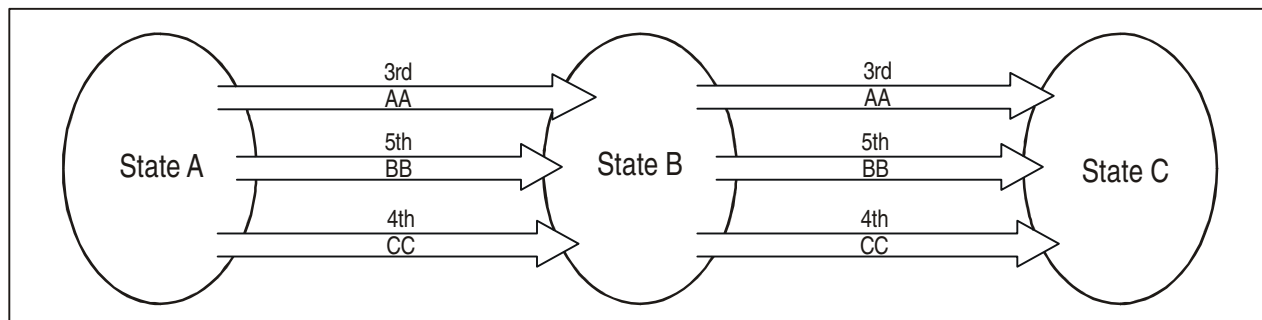 3rd
AA
3rd
AA
State A
5th
BB
State B
5th
BB
State C
4th
CC
4th
CC